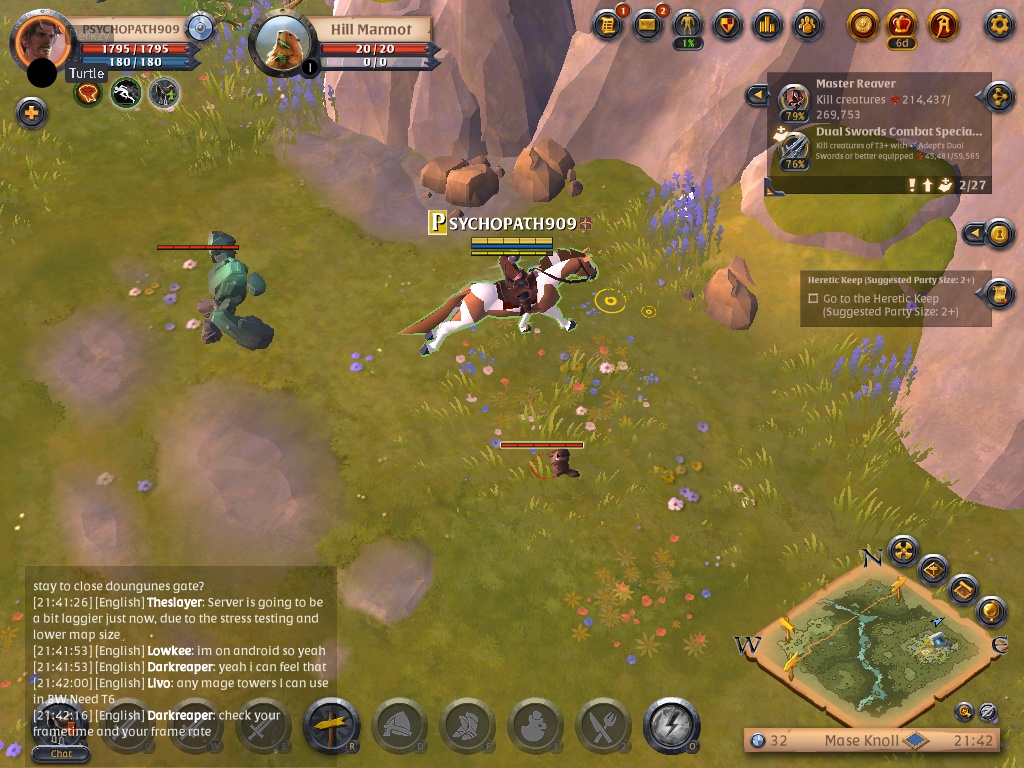 PSYCHOPATH909
1795/1795
180/180
Turtle
Hill Marmot
20/20
0/0
I
1
2
1%
6d
Master Reaver
Kill creatures 214,437/
269,753
79%
Dual Swords Combat Specia...
Kill creatures of T3+ with Adept's Dual
Swords or better equipped 45,481/59,565
76%
2/27
PSYCHOPATH909
Heretic Keep (Suggested Party Size: 2+)
Go to the Heretic Keep
(Suggested Party Size: 2+)
stay to close doungunes gate?
[21:41:26] [English] Theslayer: Server is going to be
a bit laggier just now, due to the stress testing and
lower map size
[21:41:53] [English] Lowkee: im on android so yeah
[21:41:53] [English] Darkreaper: yeah i can feel that
[21:42:00] [English] Livo: any mage towers I can use
in BW Need T6
[21:42:16] [English] Darkreaper: check your
frametime and your frame rate
Chat
Q
W
E
R
D
F
2
O
N
W
E
32
Mase Knoll
21:42